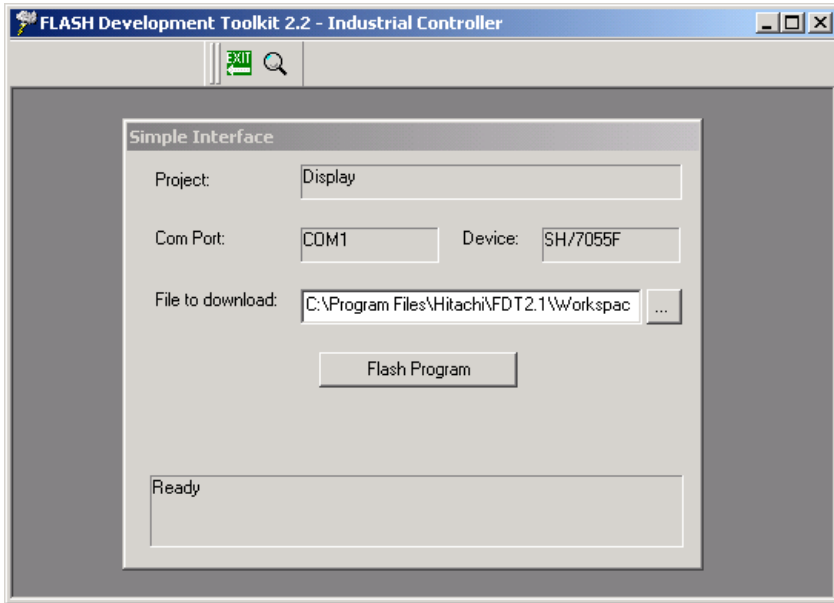 FLASH Development Toolkit 2.2 - Industrial Controller
EXIT
Simple Interface
Project: Display
Com Port: COM1 Device: SH/7055F
File to download: C:\Program Files\Hitachi\FDT2.1\Workspac ...
Flash Program
Ready